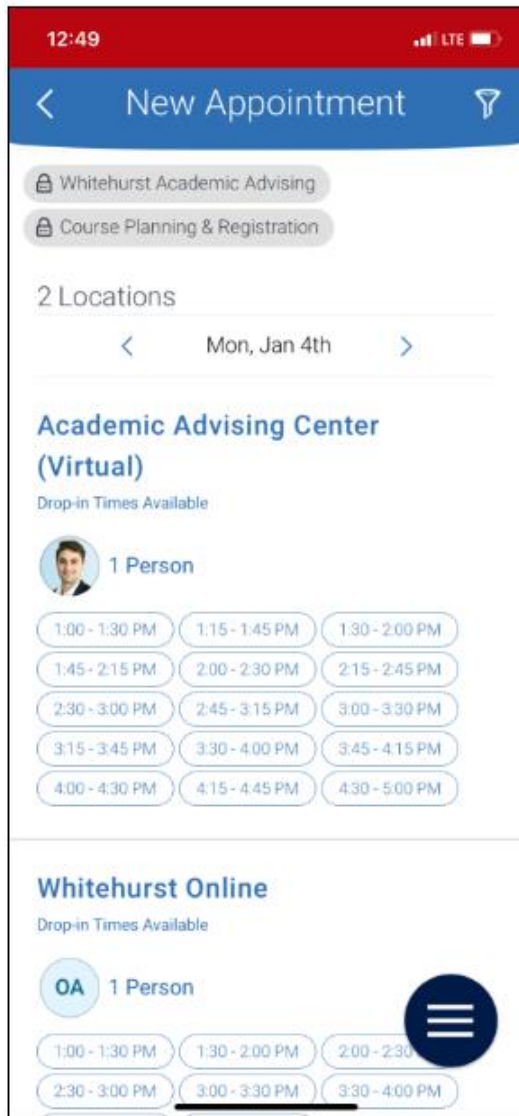 12:49 LTE
New Appointment
Whitehurst Academic Advising
Course Planning & Registration
2 Locations
Mon, Jan 4th
Academic Advising Center
(Virtual)
Drop-in Times Available
1 Person
1:00 - 1:30 PM 1:15 - 1:45 PM 1:30 - 2:00 PM
1:45 - 2:15 PM 2:00 - 2:30 PM 2:15 - 2:45 PM
2:30 - 3:00 PM 2:45 - 3:15 PM 3:00 - 3:30 PM
3:15 - 3:45 PM 3:30 - 4:00 PM 3:45 - 4:15 PM
4:00 - 4:30 PM 4:15 - 4:45 PM 4:30 - 5:00 PM
Whitehurst Online
Drop-in Times Available
OA 1 Person
1:00 - 1:30 PM 1:30 - 2:00 PM 2:00 - 2:30
2:30 - 3:00 PM 3:00 - 3:30 PM 3:30 - 4:00 PM